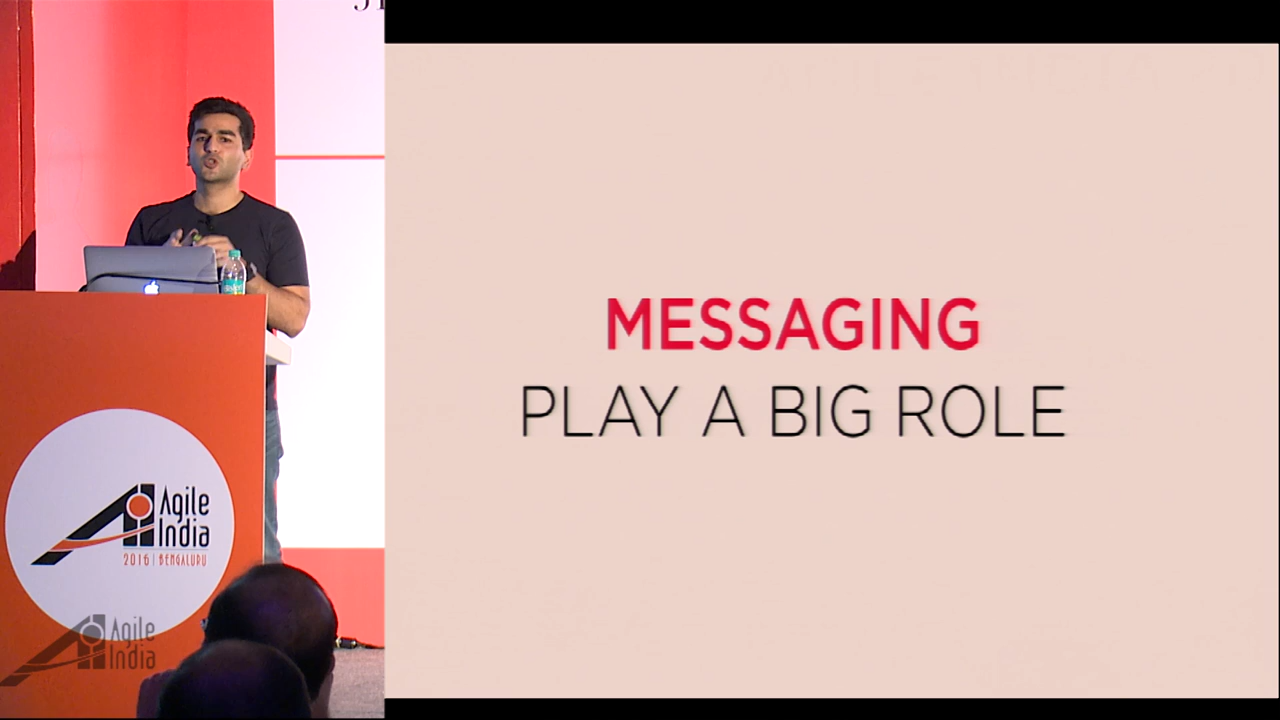 MESSAGING
PLAY A BIG ROLE
Agile
India
2016 | BENGALURU
Agile
India